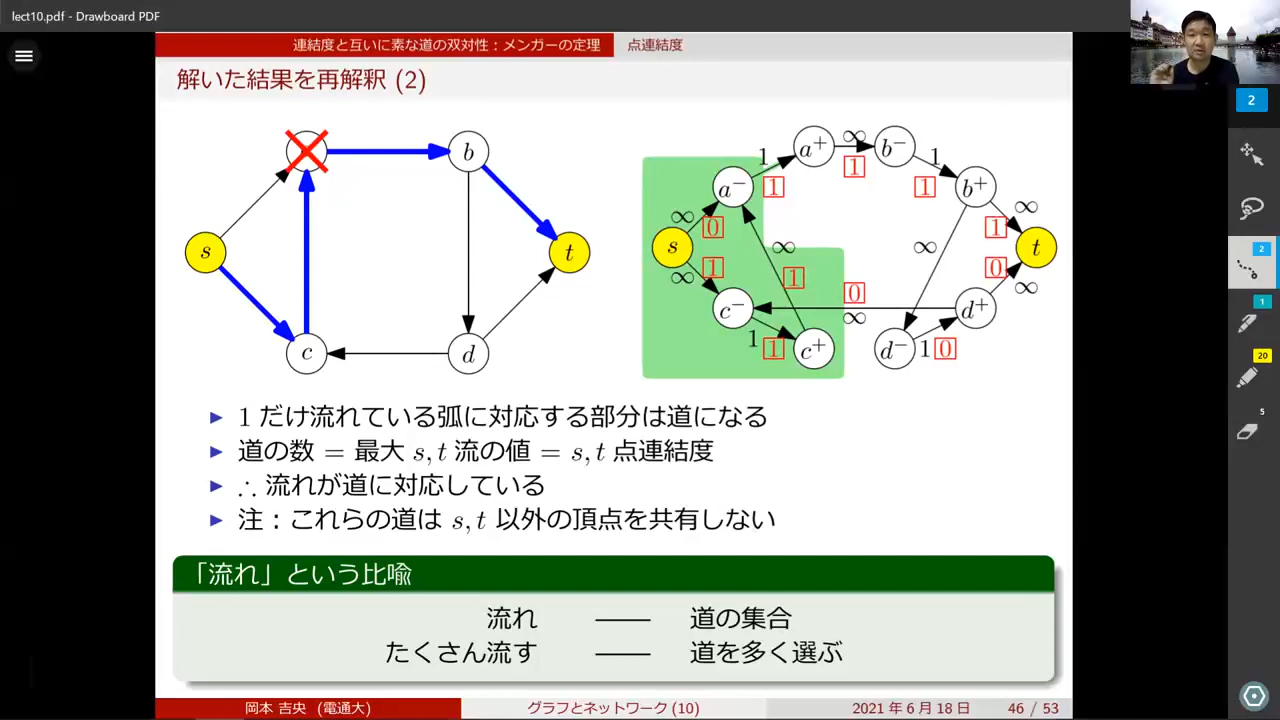 lect10.pdf - Drawboard PDF
連結度と互いに素な道の双対性：メンガーの定理 点連結度
解いた結果を再解釈 (2)
b
s
t
c
d
a⁺ ∞ b⁻
1 1 1
a⁻ 1 1 b⁺
∞ 0 ∞
s ∞ ∞ 1 t
∞ 1 1 0 0 ∞
c⁻ ∞ d⁺
1 1 c⁺ d⁻ 1 0
▶ 1 だけ流れている弧に対応する部分は道になる
▶ 道の数 = 最大 s, t 流の値 = s, t 点連結度
▶ ∴ 流れが道に対応している
▶ 注：これらの道は s, t 以外の頂点を共有しない
「流れ」という比喩
流れ —— 道の集合
たくさん流す —— 道を多く選ぶ
岡本 吉央 (電通大) グラフとネットワーク (10) 2021 年 6 月 18 日 46 / 53
2
2
1
20
5